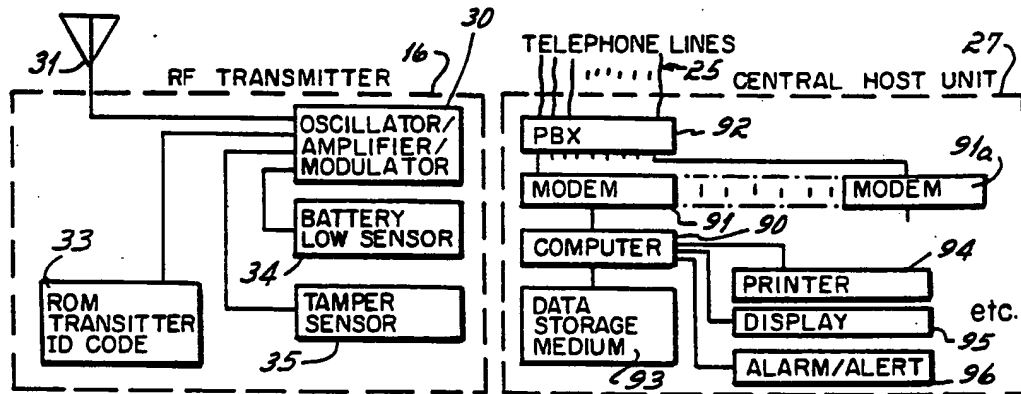 31
RF TRANSMITTER
16
30
OSCILLATOR/
AMPLIFIER/
MODULATOR
BATTERY
LOW SENSOR
34
33
ROM
TRANSITTER
ID CODE
TAMPER
SENSOR
35
TELEPHONE LINES
25
CENTRAL HOST UNIT
27
PBX
92
MODEM
91
MODEM
91a
COMPUTER
90
DATA
STORAGE
MEDIUM
93
PRINTER
94
DISPLAY
95
etc.
ALARM/ALERT
96